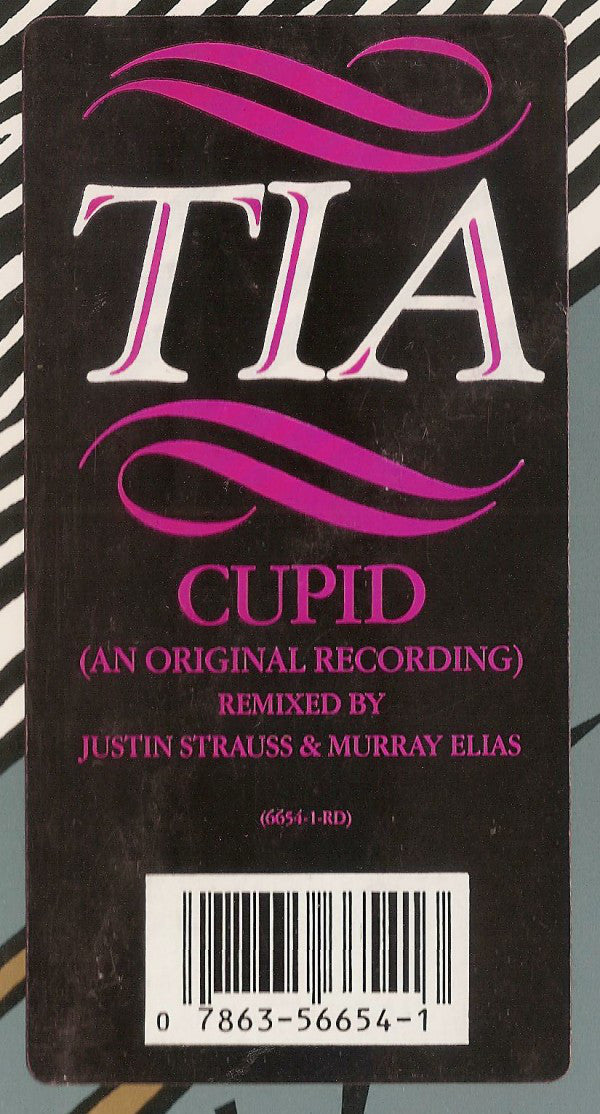 TIA
CUPID
(AN ORIGINAL RECORDING)
REMIXED BY
JUSTIN STRAUSS & MURRAY ELIAS
(6654-1-RD)
0 7863-56654-1